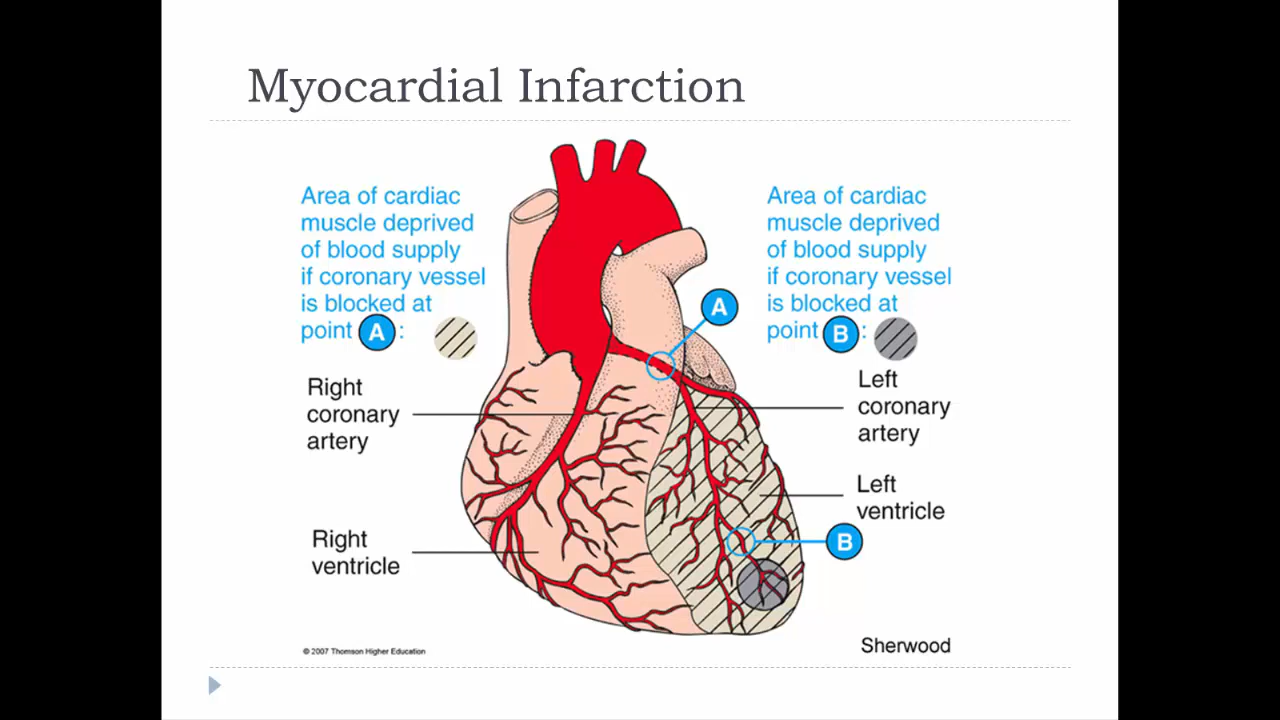 Myocardial Infarction
Area of cardiac
muscle deprived
of blood supply
if coronary vessel
is blocked at
point A :
Area of cardiac
muscle deprived
of blood supply
if coronary vessel
is blocked at
point B :
A
Right
coronary
artery
Left
coronary
artery
Left
ventricle
B
Right
ventricle
Sherwood
© 2007 Thomson Higher Education